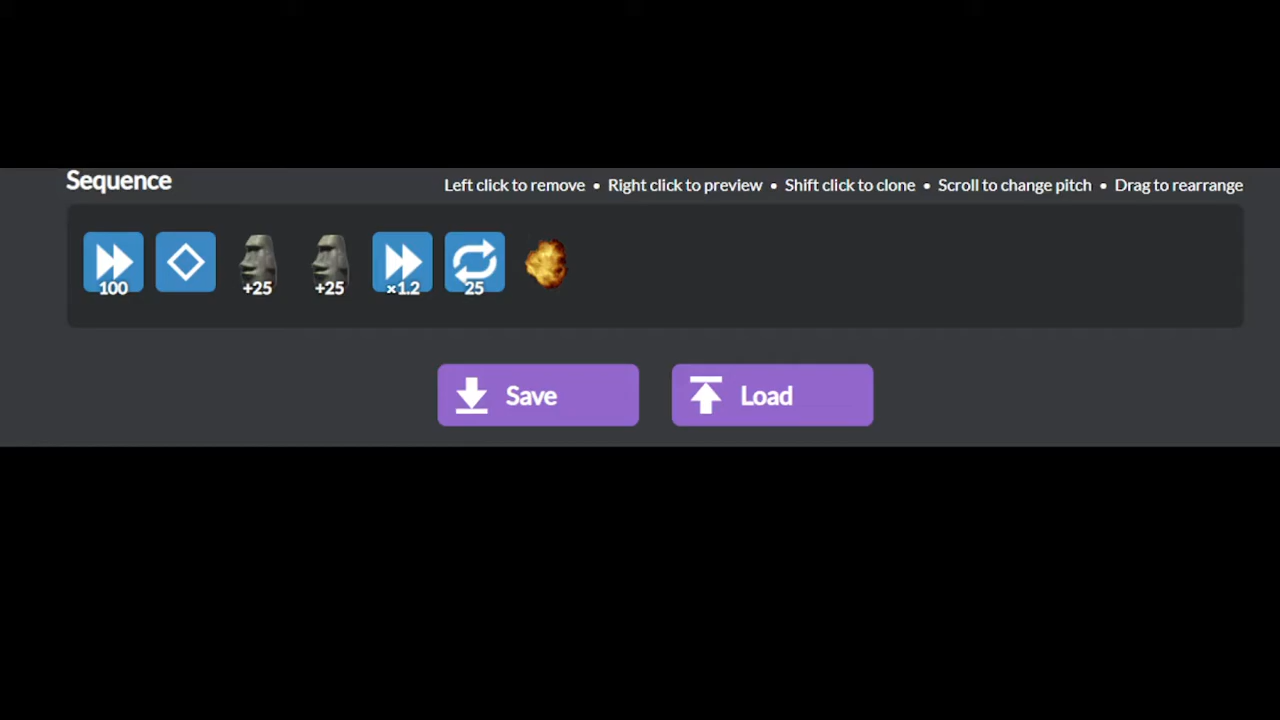 Sequence
Left click to remove • Right click to preview • Shift click to clone • Scroll to change pitch • Drag to rearrange
100 +25 +25 x1.2 25
Save Load